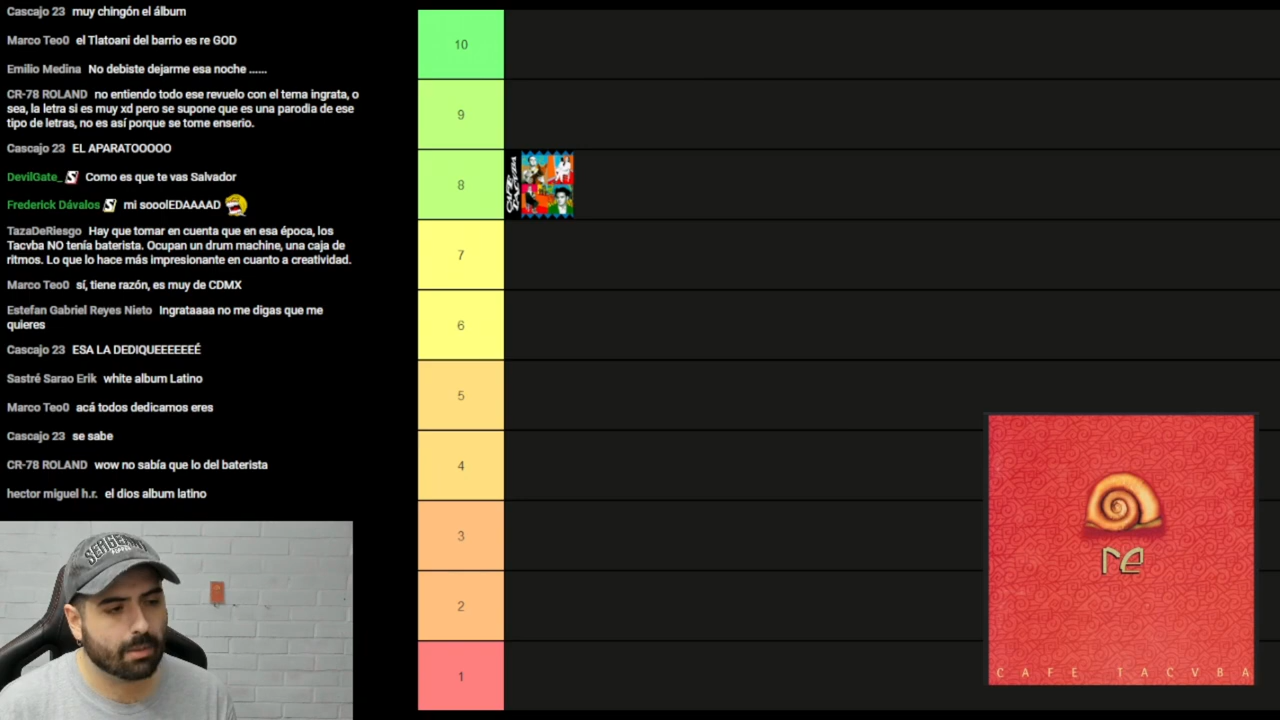 Cascajo 23 muy chingón el álbum
Marco Teo0 el Tlatoani del barrio es re GOD
Emilio Medina No debiste dejarme esa noche ......
CR-78 ROLAND no entiendo todo ese revuelo con el tema ingrata, o
sea, la letra si es muy xd pero se supone que es una parodia de ese
tipo de letras, no es así porque se tome enserio.
Cascajo 23 EL APARATOOOOO
DevilGate_ Como es que te vas Salvador
Frederick Dávalos mi sooolEDAAAAD
TazaDeRiesgo Hay que tomar en cuenta que en esa época, los
Tacvba NO tenía baterista. Ocupan un drum machine, una caja de
ritmos. Lo que lo hace más impresionante en cuanto a creatividad.
Marco Teo0 sí, tiene razón, es muy de CDMX
Estefan Gabriel Reyes Nieto Ingrataaaa no me digas que me
quieres
Cascajo 23 ESA LA DEDIQUEEEEEEÉ
Sastré Sarao Erik white album Latino
Marco Teo0 acá todos dedicamos eres
Cascajo 23 se sabe
CR-78 ROLAND wow no sabía que lo del baterista
hector miguel h.r. el dios album latino
10
9
8
CAFE TACVBA
7
6
5
4
3
2
1
re
CAFE TACVBA